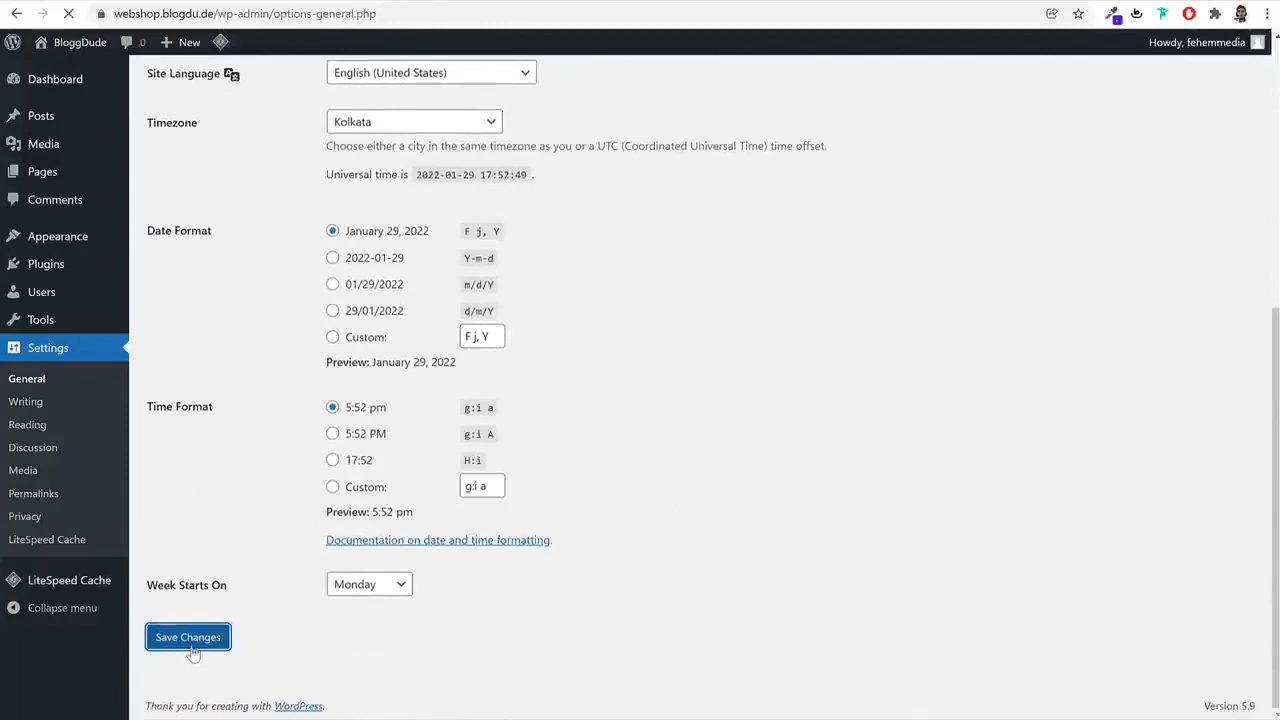 webshop.blogdu.de/wp-admin/options-general.php
BloggDude 0 New Howdy, fehemmedia
Dashboard
Posts
Media
Pages
Comments
Appearance
Plugins
Users
Tools
Settings
General
Writing
Reading
Discussion
Media
Permalinks
Privacy
LiteSpeed Cache
LiteSpeed Cache
Collapse menu
Site Language English (United States)
Timezone Kolkata
Choose either a city in the same timezone as you or a UTC (Coordinated Universal Time) time offset.
Universal time is 2022-01-29 17:52:49 .
Date Format January 29, 2022 F j, Y
2022-01-29 Y-m-d
01/29/2022 m/d/Y
29/01/2022 d/m/Y
Custom: F j, Y
Preview: January 29, 2022
Time Format 5:52 pm g:i a
5:52 PM g:i A
17:52 H:i
Custom: g:i a
Preview: 5:52 pm
Documentation on date and time formatting.
Week Starts On Monday
Save Changes
Thank you for creating with WordPress. Version 5.9